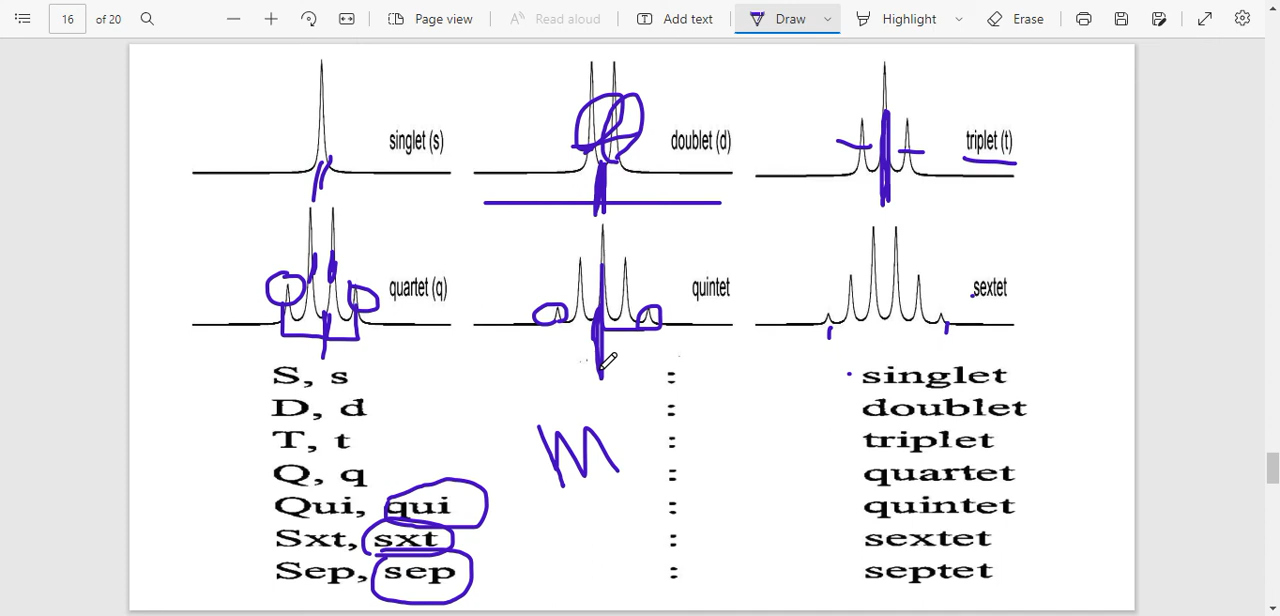 16 of 20 Page view Read aloud Add text Draw Highlight Erase
singlet (s) doublet (d) triplet (t)
quartet (q) quintet sextet
S, s : singlet
D, d : doublet
T, t : triplet
M
Q, q : quartet
Qui, qui : quintet
Sxt, sxt : sextet
Sep, sep : septet